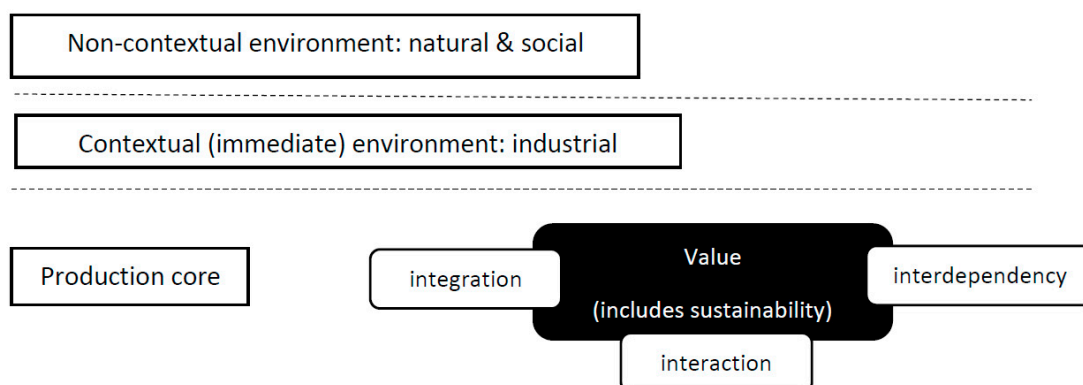 Non-contextual environment: natural & social
Contextual (immediate) environment: industrial
Production core
integration
Value
(includes sustainability)
interdependency
interaction